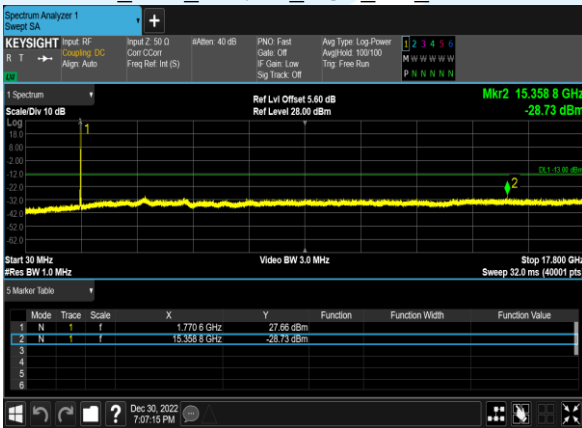 Spectrum Analyzer 1
Swept SA
+
KEYSIGHT Input: RF Input Z: 50 Ω #Atten: 40 dB PNO: Fast Avg Type: Log-Power 1 2 3 4 5 6
R T Coupling: DC Corr CCorr Gate: Off Avg|Hold: 100/100 M W W W W W
Align: Auto Freq Ref: Int (S) IF Gain: Low Trig: Free Run
LW Sig Track: Off P N N N N N
1 Spectrum Ref Lvl Offset 5.60 dB Mkr2 15.358 8 GHz
Scale/Div 10 dB Ref Level 28.00 dBm -28.73 dBm
Log
18.0 1
8.00
-2.00
-12.0 DL1 -13.00 dBm
-22.0 2
-32.0
-42.0
-52.0
-62.0
Start 30 MHz Video BW 3.0 MHz Stop 17.800 GHz
#Res BW 1.0 MHz Sweep 32.0 ms (40001 pts
5 Marker Table
Mode Trace Scale X Y Function Function Width Function Value
1 N 1 f 1.770 6 GHz 27.66 dBm
2 N 1 f 15.358 8 GHz -28.73 dBm
3
4
5
6
? Dec 30, 2022
7:07:15 PM